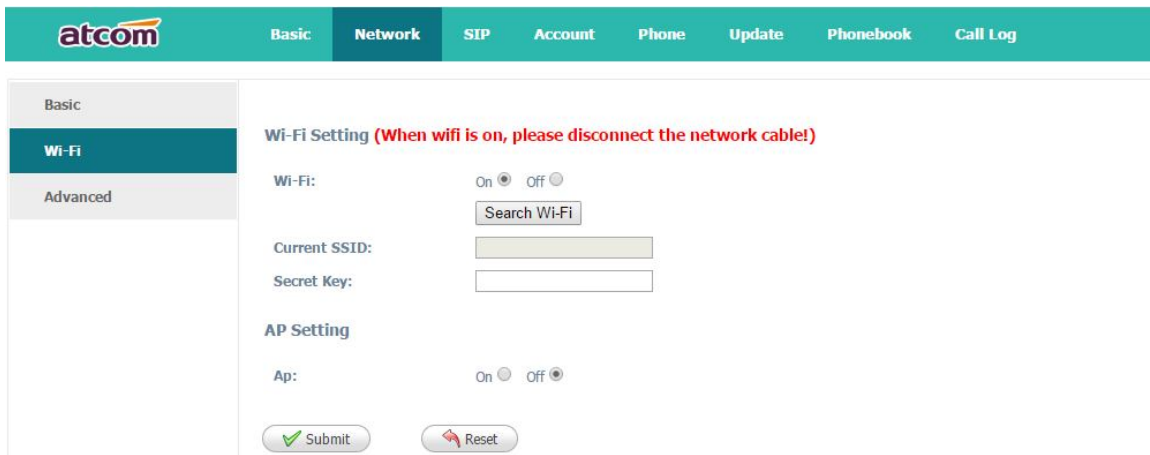 atcom Basic Network SIP Account Phone Update Phonebook Call Log
Basic
Wi-Fi
Advanced
Wi-Fi Setting (When wifi is on, please disconnect the network cable!)
Wi-Fi: On Off
Search Wi-Fi
Current SSID:
Secret Key:
AP Setting
Ap: On Off
Submit Reset